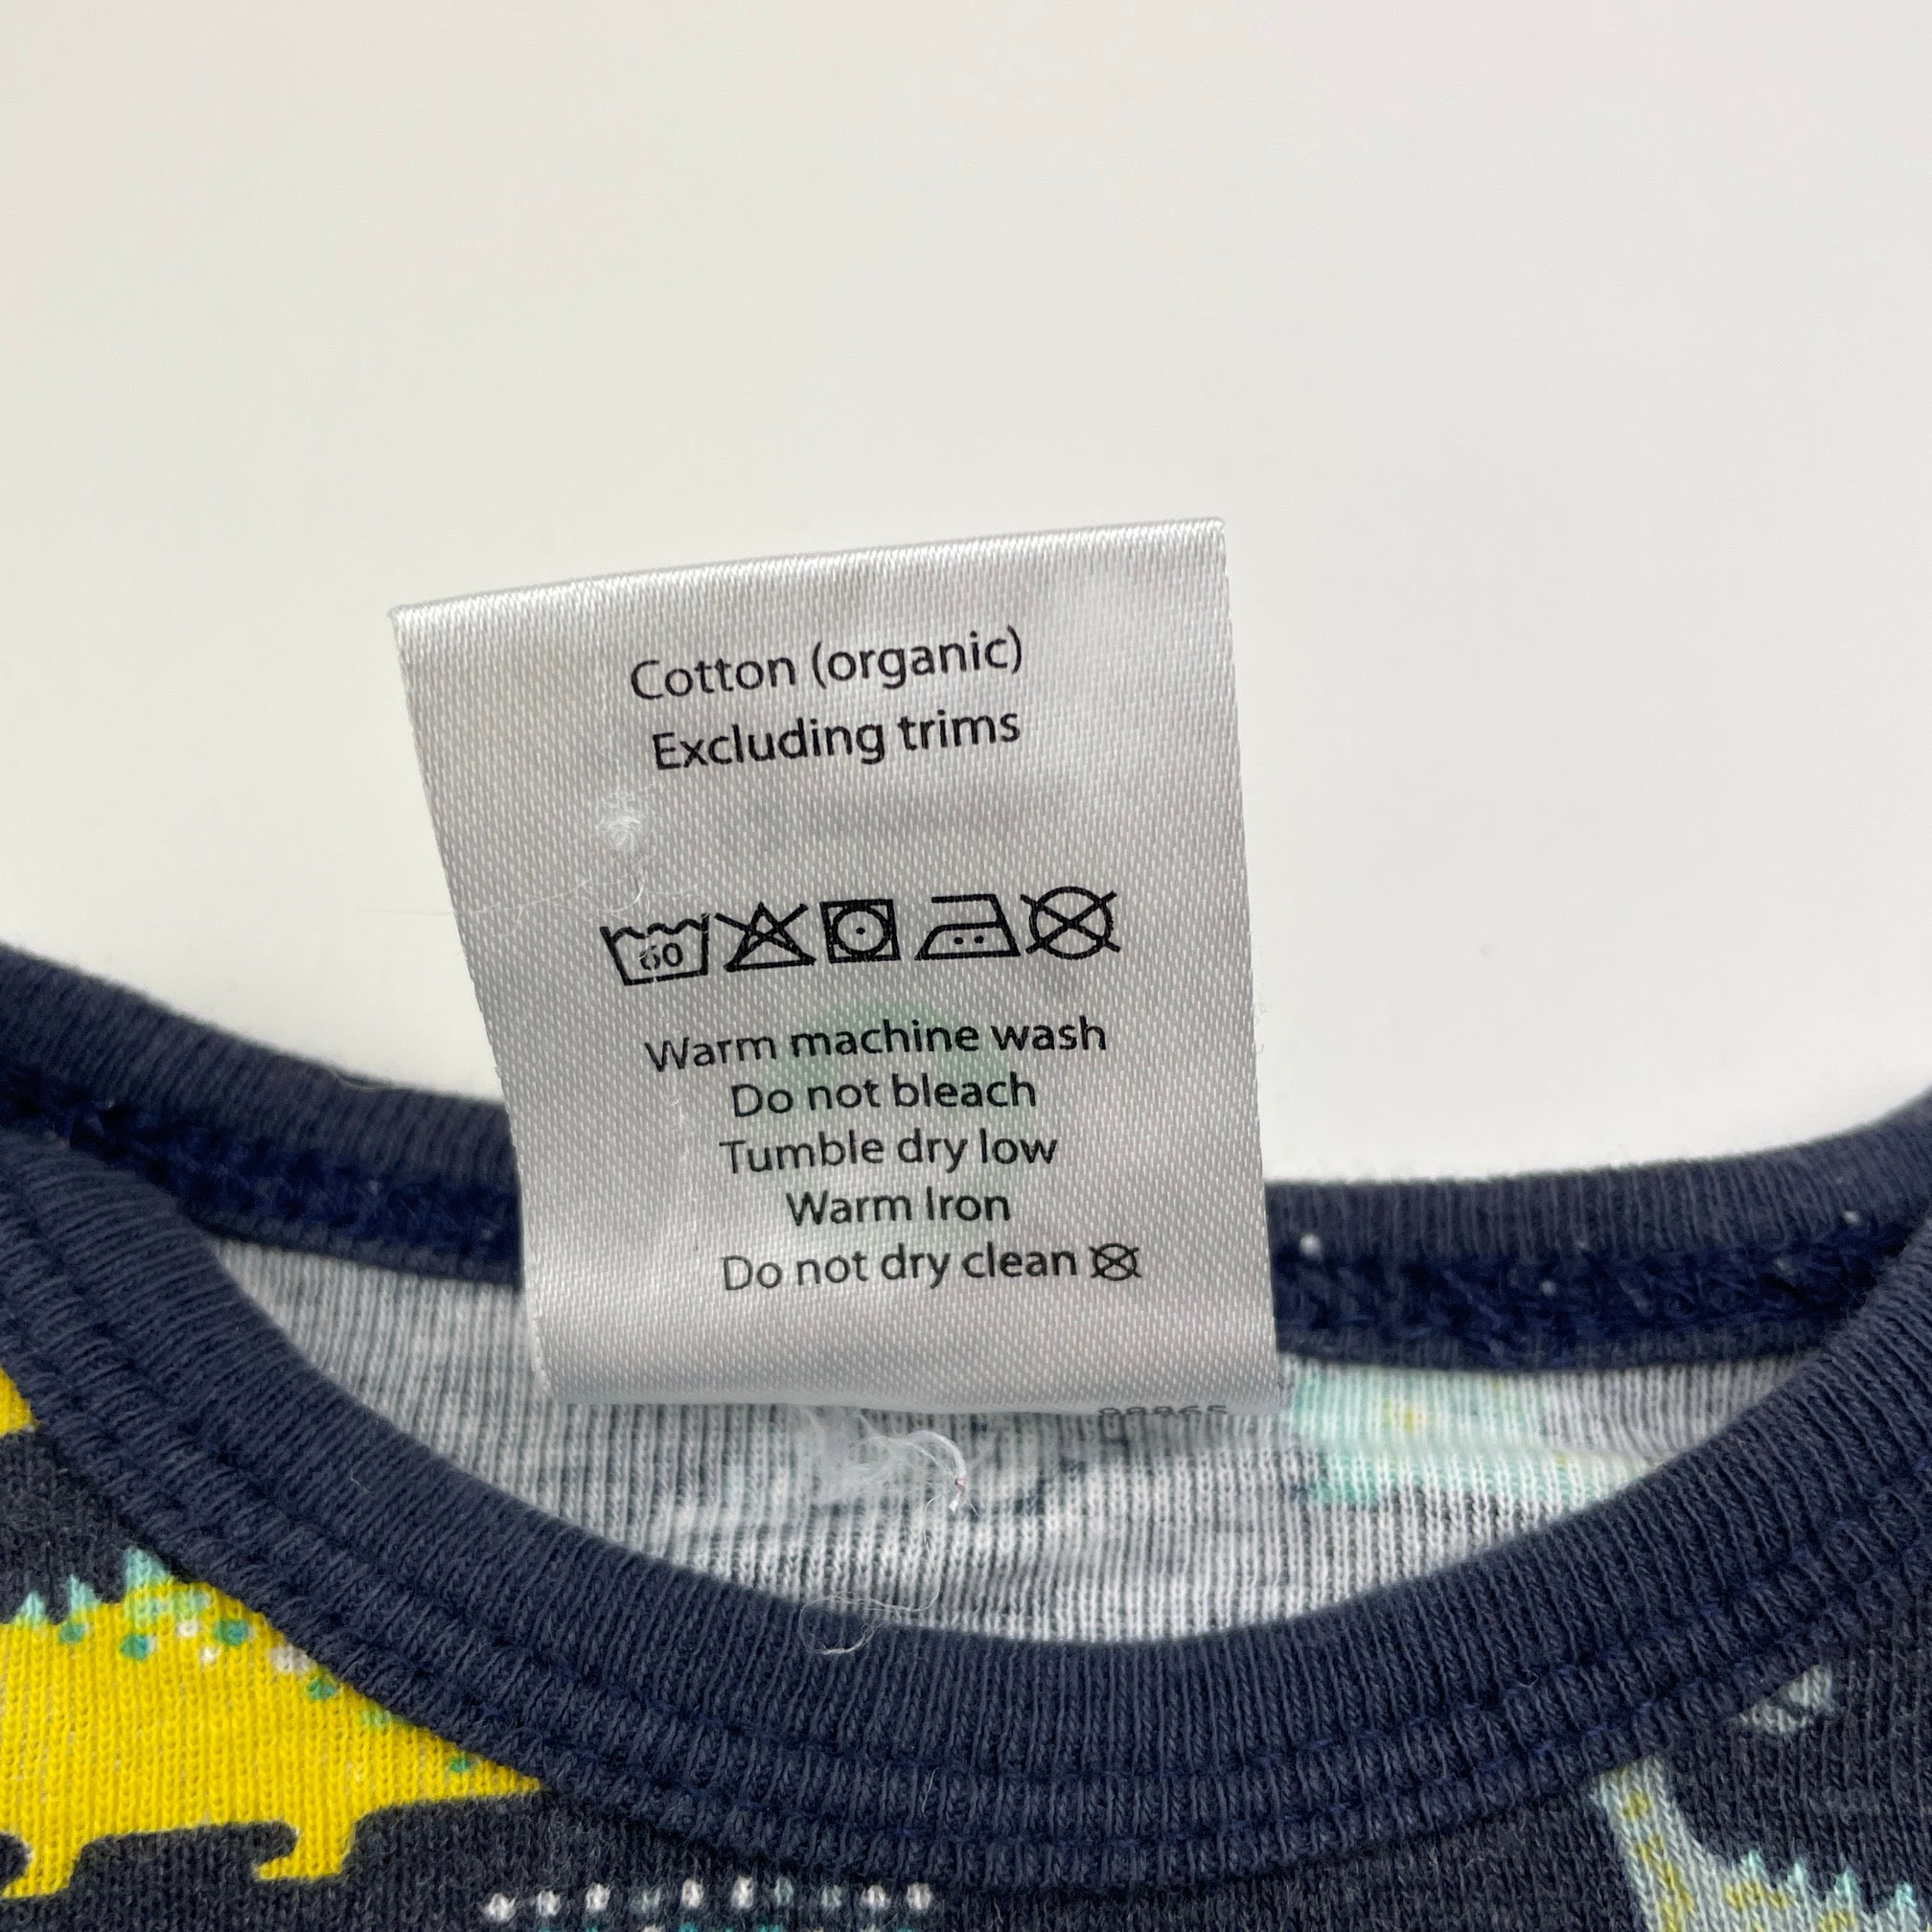 Cotton (organic)
Excluding trims
60
Warm machine wash
Do not bleach
Tumble dry low
Warm Iron
Do not dry clean